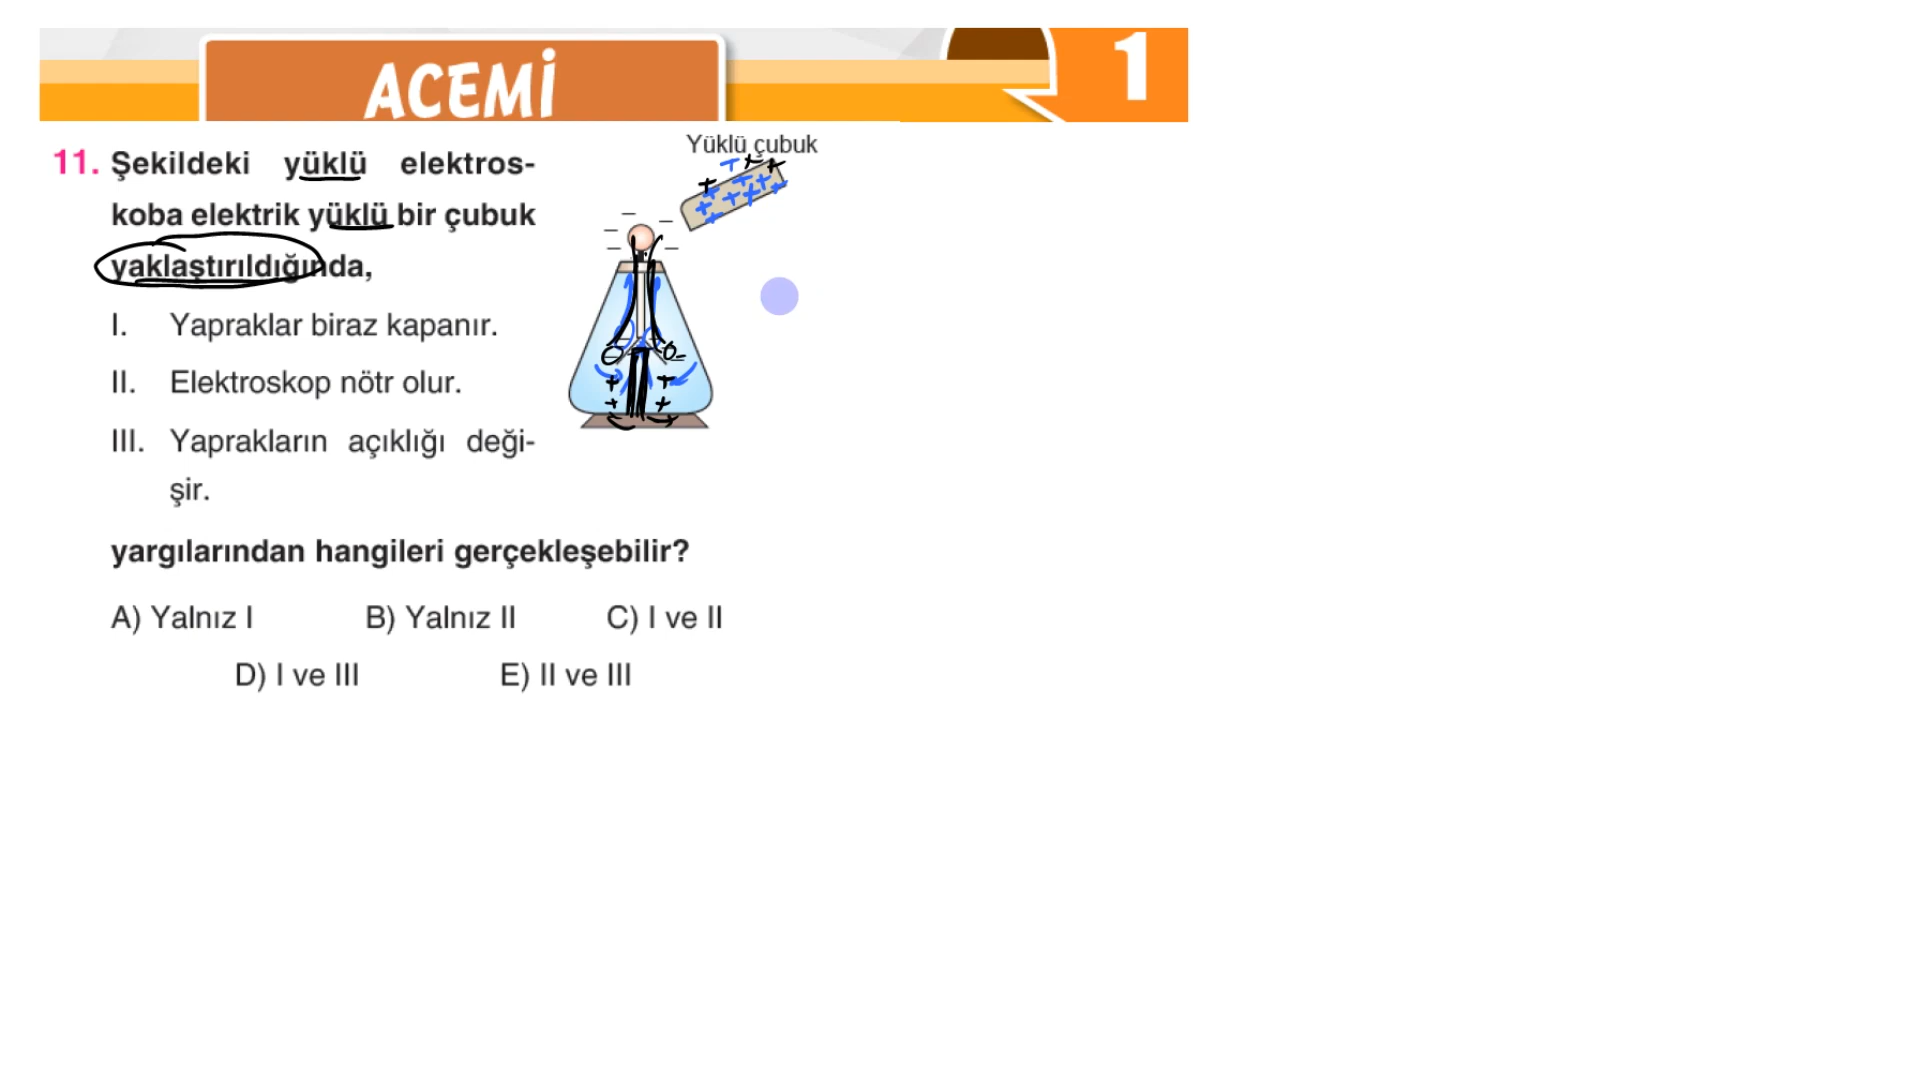 ACEMİ
1
Yüklü çubuk
11. Şekildeki yüklü elektros-
koba elektrik yüklü bir çubuk
yaklaştırıldığında,
I. Yapraklar biraz kapanır.
II. Elektroskop nötr olur.
III. Yaprakların açıklığı deği-
şir.
yargılarından hangileri gerçekleşebilir?
A) Yalnız I B) Yalnız II C) I ve II
D) I ve III E) II ve III